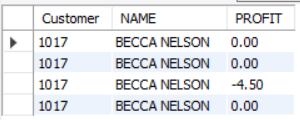 Customer NAME PROFIT
1017 BECCA NELSON 0.00
1017 BECCA NELSON 0.00
1017 BECCA NELSON -4.50
1017 BECCA NELSON 0.00